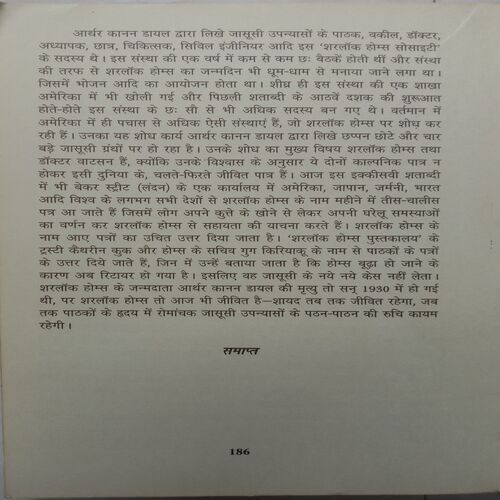 आर्थर कानन डायल द्वारा लिखे जासूसी उपन्यासों के पाठक, वकील, डॉक्टर,
अध्यापक, छात्र, चिकित्सक, सिविल इंजीनियर आदि इस ‘शरलॉक होम्स सोसाइटी’
के सदस्य थे। इस संस्था की एक वर्ष में कम से कम छः बैठकें होती थीं और संस्था
की तरफ से शरलॉक होम्स का जन्मदिन भी धूम-धाम से मनाया जाने लगा था।
जिसमें भोजन आदि का आयोजन होता था। शीघ्र ही इस संस्था की एक शाखा
अमेरिका में भी खोली गई और पिछली शताब्दी के आठवें दशक की शुरूआत
होते-होते इस संस्था के छः सौ से भी अधिक सदस्य बन गए थे। वर्तमान में
अमेरिका में ही पचास से अधिक ऐसी संस्थाएं हैं, जो शरलॉक होम्स पर शोध कर
रही हैं। उनका यह शोध कार्य आर्थर कानन डायल द्वारा लिखे छप्पन छोटे और चार
बड़े जासूसी ग्रंथों पर हो रहा है। उनके शोध का मुख्य विषय शरलॉक होम्स तथा
डॉक्टर वाटसन हैं, क्योंकि उनके विश्वास के अनुसार ये दोनों काल्पनिक पात्र न
होकर इसी दुनिया के, चलते-फिरते जीवित पात्र हैं। आज इस इक्कीसवी शताब्दी
में भी बेकर स्ट्रीट (लंदन) के एक कार्यालय में अमेरिका, जापान, जर्मनी, भारत
आदि विश्व के लगभग सभी देशों से शरलॉक होम्स के नाम महीने में तीस-चालीस
पत्र आ जाते हैं जिसमें लोग अपने कुत्ते के खोने से लेकर अपनी घरेलू समस्याओं
का वर्णन कर शरलॉक होम्स से सहायता की याचना करते हैं। शरलॉक होम्स के
नाम आए पत्रों का उचित उत्तर दिया जाता है। ‘शरलॉक होम्स पुस्तकालय’ के
ट्रस्टी कैथरीन कुक और होम्स के सचिव गुग किरियाकू के नाम से पाठकों के पत्रों
के उत्तर दिये जाते हैं, जिन में उन्हें बताया जाता है कि होम्स बूढ़ा हो जाने के
कारण अब रिटायर हो गया है। इसलिए वह जासूसी के नये नये केस नहीं लेता।
शरलॉक होम्स के जन्मदाता आर्थर कानन डायल की मृत्यु तो सन् 1930 में हो गई
थी, पर शरलॉक होम्स तो आज भी जीवित है—शायद तब तक जीवित रहेगा, जब
तक पाठकों के हृदय में रोमांचक जासूसी उपन्यासों के पठन-पाठन की रुचि कायम
रहेगी।
समाप्त
186